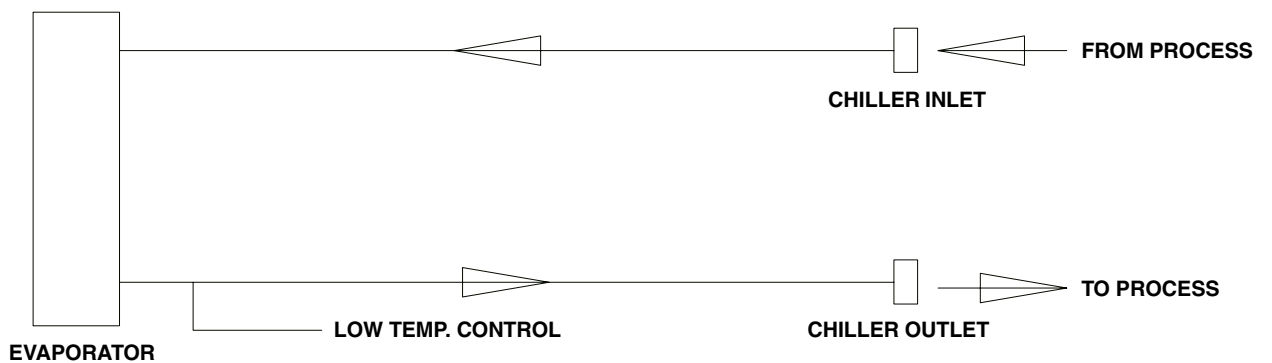 FROM PROCESS
CHILLER INLET
TO PROCESS
LOW TEMP. CONTROL
CHILLER OUTLET
EVAPORATOR